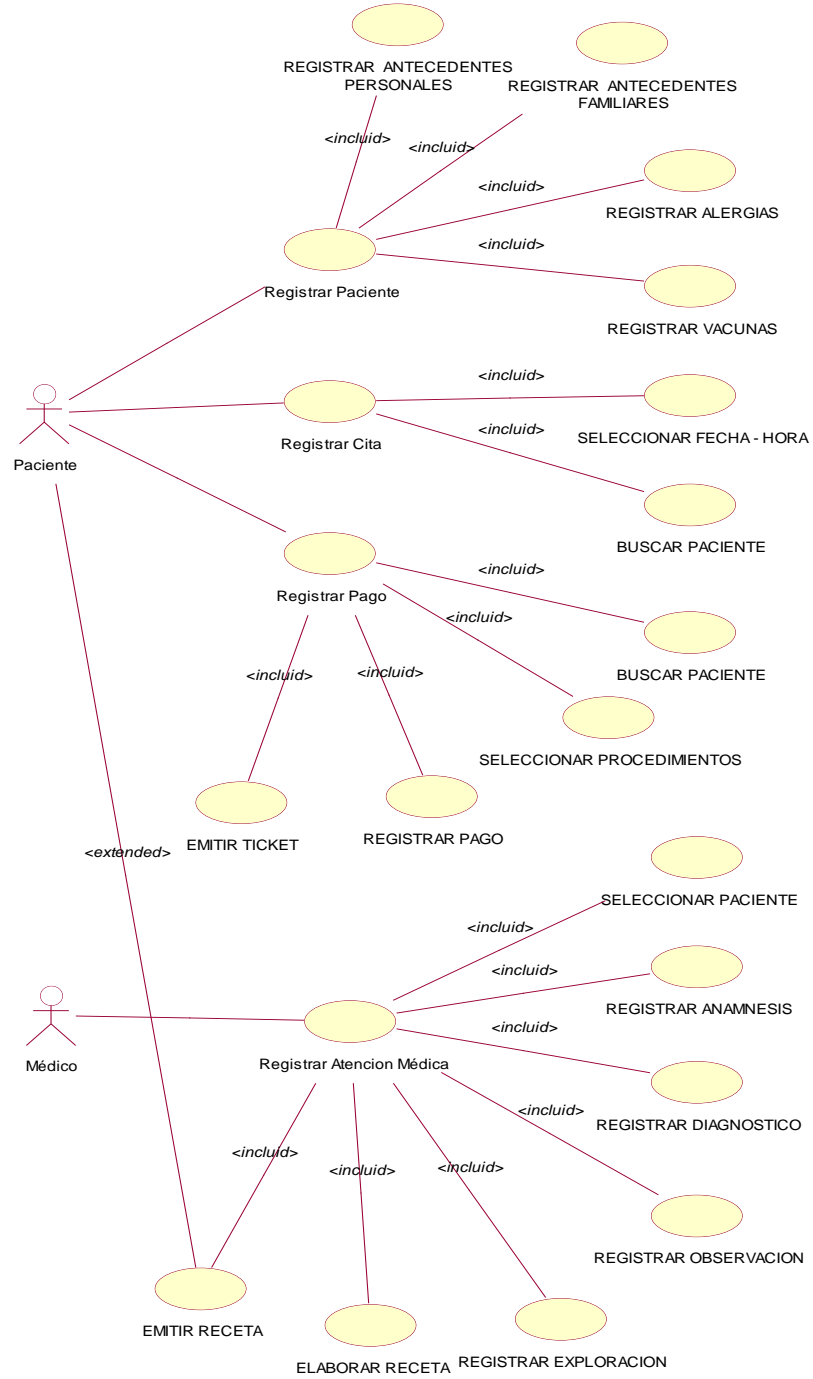 REGISTRAR ANTECEDENTES
PERSONALES
REGISTRAR ANTECEDENTES
FAMILIARES
<incluid>
<incluid>
<incluid>
REGISTRAR ALERGIAS
<incluid>
Registrar Paciente
REGISTRAR VACUNAS
<incluid>
Registrar Cita
SELECCIONAR FECHA - HORA
<incluid>
Paciente
BUSCAR PACIENTE
<incluid>
Registrar Pago
<incluid>
BUSCAR PACIENTE
<incluid>
<incluid>
SELECCIONAR PROCEDIMIENTOS
EMITIR TICKET
REGISTRAR PAGO
<extended>
SELECCIONAR PACIENTE
<incluid>
<incluid>
REGISTRAR ANAMNESIS
<incluid>
Médico
Registrar Atencion Médica
<incluid>
REGISTRAR DIAGNOSTICO
<incluid>
<incluid>
<incluid>
REGISTRAR OBSERVACION
EMITIR RECETA
ELABORAR RECETA
REGISTRAR EXPLORACION